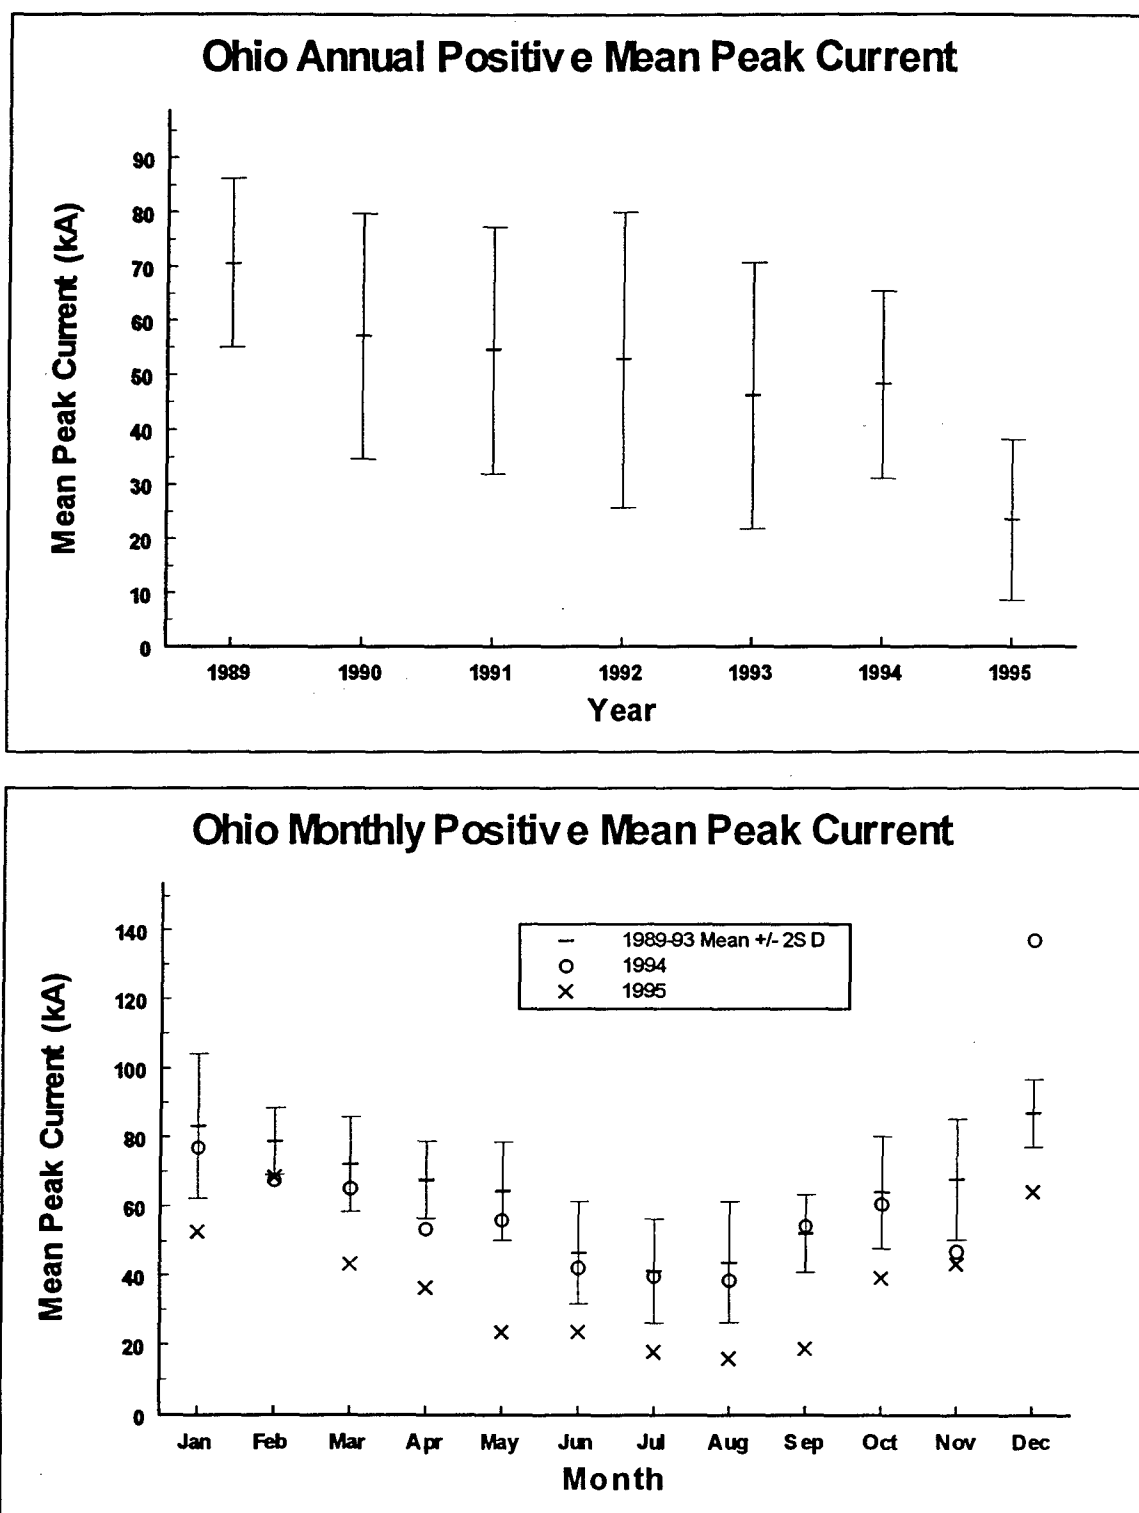 Ohio Annual Positive Mean Peak Current
Mean Peak Current (kA)
90
80
70
60
50
40
30
20
10
0
1989 1990 1991 1992 1993 1994 1995
Year
Ohio Monthly Positive Mean Peak Current
Mean Peak Current (kA)
140
120
100
80
60
40
20
0
1989-93 Mean +/- 2S D
1994
1995
Jan Feb Mar Apr May Jun Jul Aug Sep Oct Nov Dec
Month